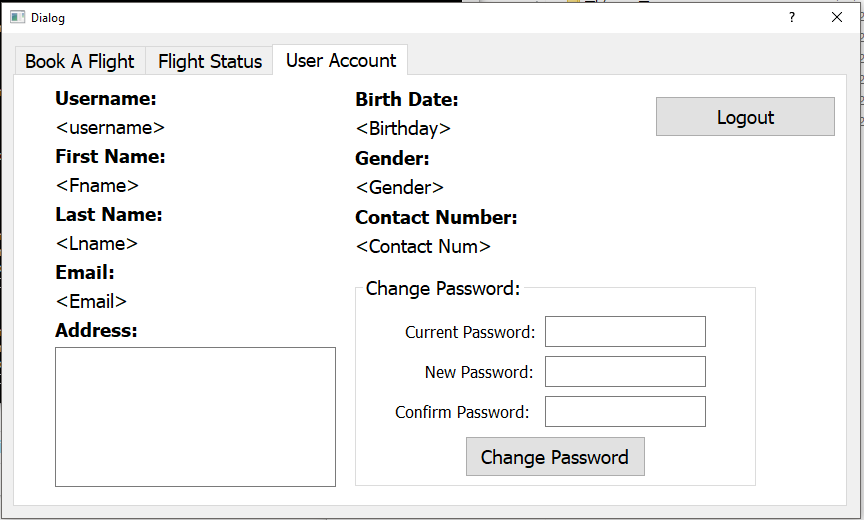 Dialog
?
Book A Flight
Flight Status
User Account
Username:
<username>
First Name:
<Fname>
Last Name:
<Lname>
Email:
<Email>
Address:
Birth Date:
<Birthday>
Gender:
<Gender>
Contact Number:
<Contact Num>
Logout
Change Password:
Current Password:
New Password:
Confirm Password:
Change Password